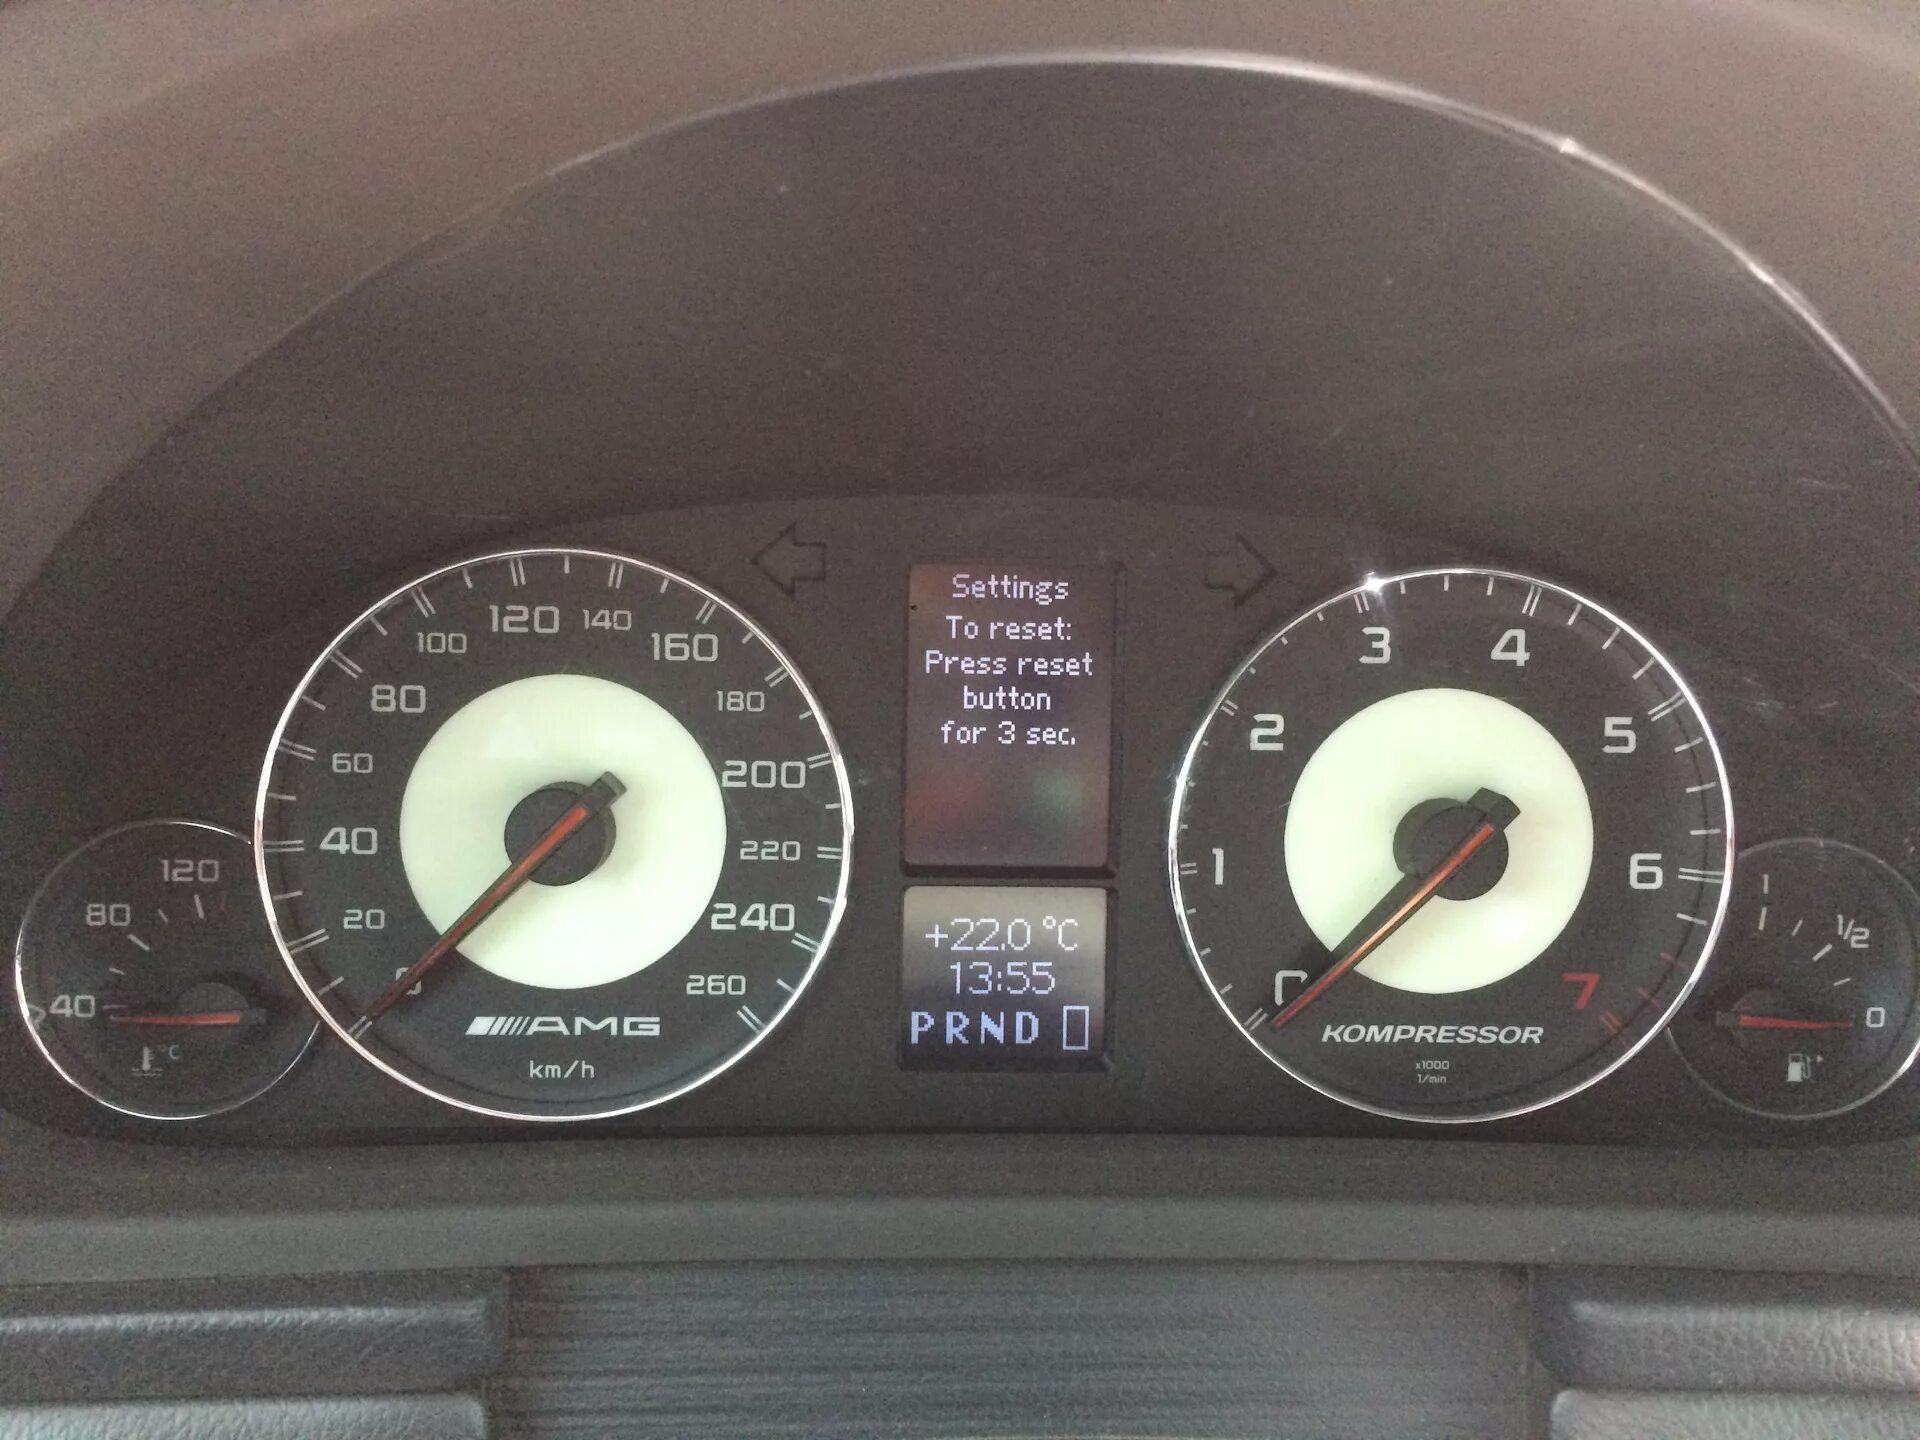 Settings
To reset:
Press reset
button
for 3 sec.
+22.0 °C
13:55
PRND
120
80
40
°C
0
20
40
60
80
100
120
140
160
180
200
220
240
260
AMG
km/h
0
1
2
3
4
5
6
7
KOMPRESSOR
x1000
1/min
1
1/2
0